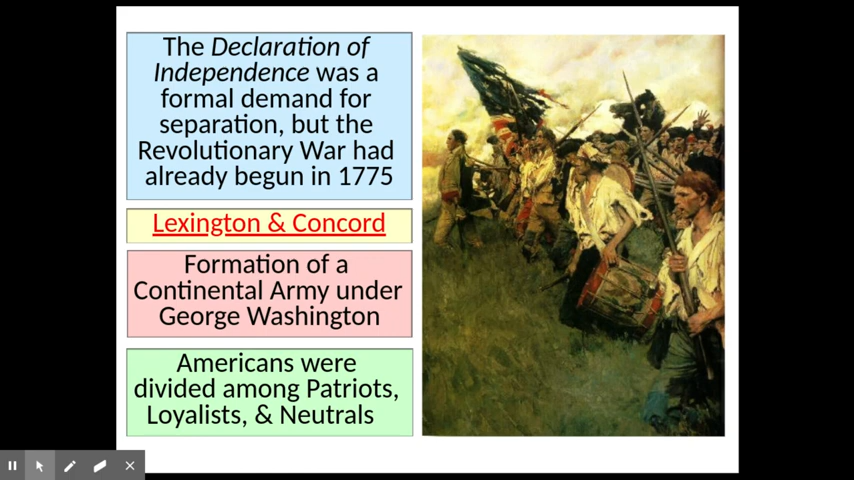 The Declaration of
Independence was a
formal demand for
separation, but the
Revolutionary War had
already begun in 1775
Lexington & Concord
Formation of a
Continental Army under
George Washington
Americans were
divided among Patriots,
Loyalists, & Neutrals